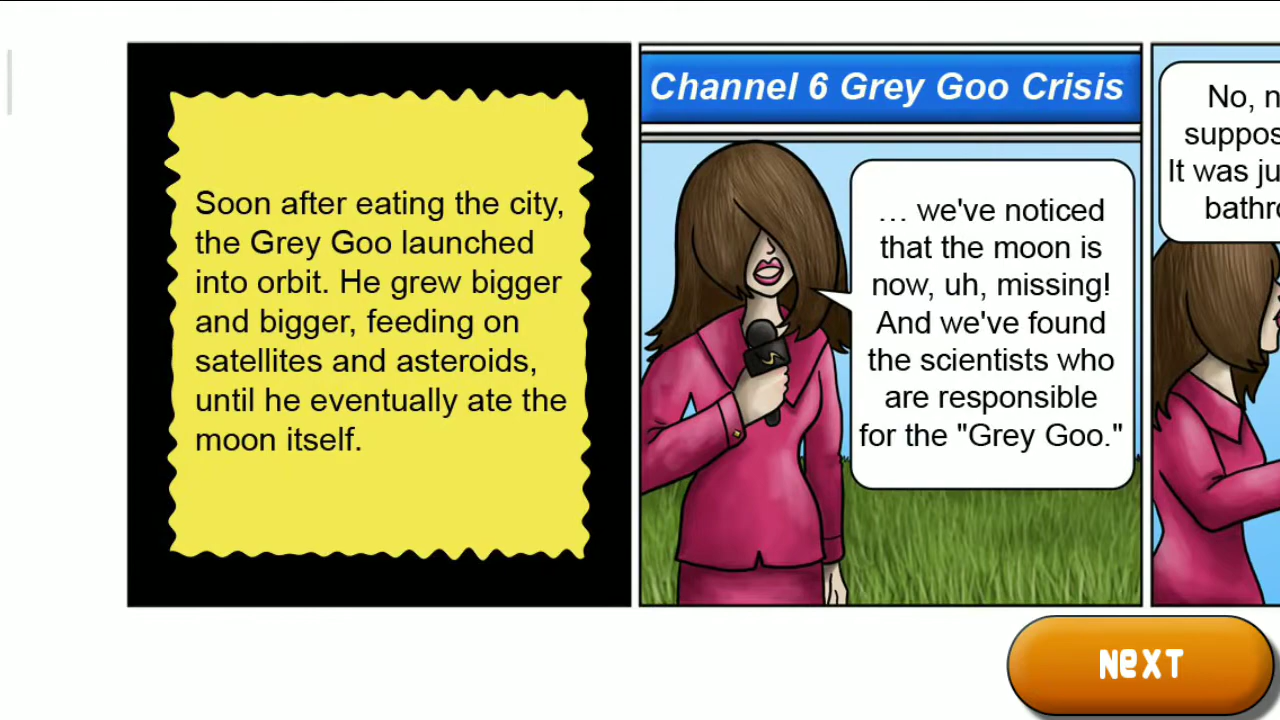 Soon after eating the city,
the Grey Goo launched
into orbit. He grew bigger
and bigger, feeding on
satellites and asteroids,
until he eventually ate the
moon itself.
Channel 6 Grey Goo Crisis
… we've noticed
that the moon is
now, uh, missing!
And we've found
the scientists who
are responsible
for the "Grey Goo."
No,
It was
NEXT